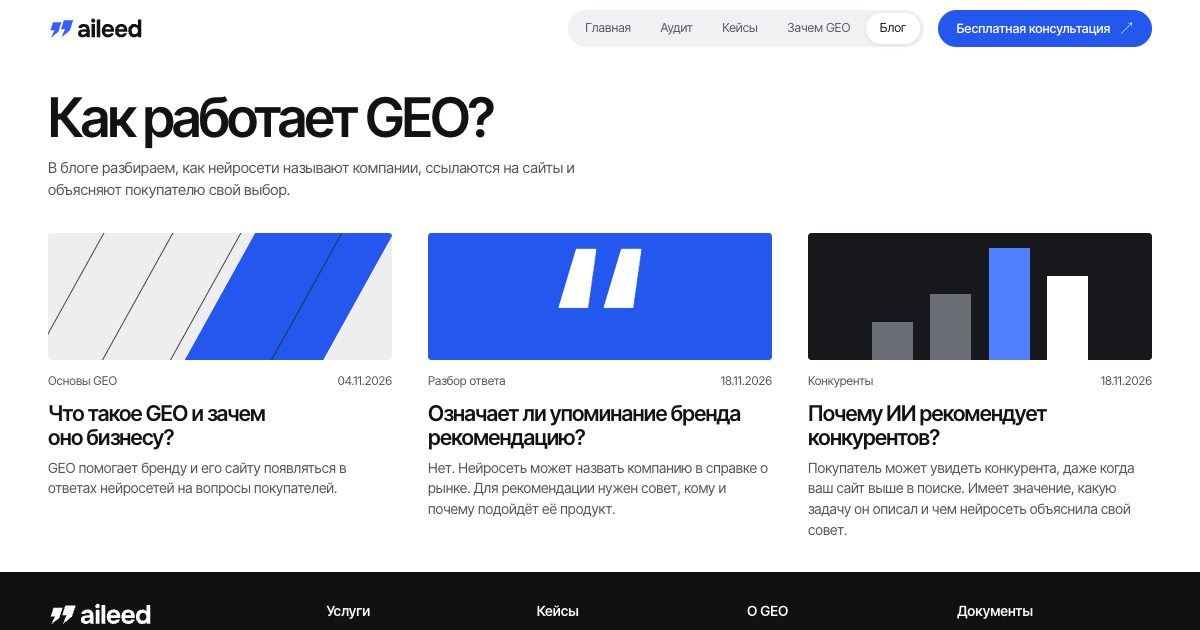 aileed
Главная Аудит Кейсы Зачем GEO Блог
Бесплатная консультация
Как работает GEO?
В блоге разбираем, как нейросети называют компании, ссылаются на сайты и
объясняют покупателю свой выбор.
Основы GEO 04.11.2026
Что такое GEO и зачем
оно бизнесу?
GEO помогает бренду и его сайту появляться в
ответах нейросетей на вопросы покупателей.
Разбор ответа 18.11.2026
Означает ли упоминание бренда
рекомендацию?
Нет. Нейросеть может назвать компанию в справке о
рынке. Для рекомендации нужен совет, кому и
почему подойдёт её продукт.
Конкуренты 18.11.2026
Почему ИИ рекомендует
конкурентов?
Покупатель может увидеть конкурента, даже когда
ваш сайт выше в поиске. Имеет значение, какую
задачу он описал и чем нейросеть объяснила свой
совет.
aileed
Услуги Кейсы О GEO Документы